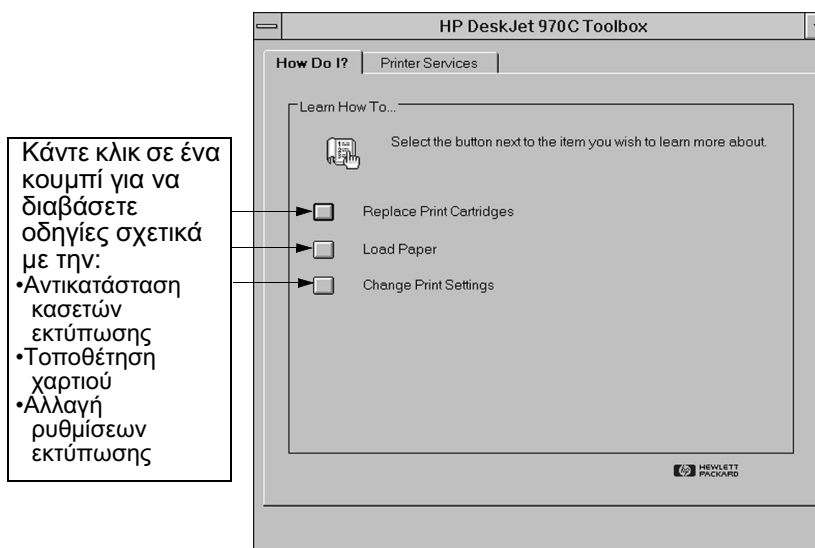 HP DeskJet 970C Toolbox
How Do I?
Printer Services
Learn How To...
Select the button next to the item you wish to learn more about.
Κάντε κλικ σε ένα
κουμπί για να
διαβάσετε
οδηγίες σχετικά
με την:
•Αντικατάσταση
κασετών
εκτύπωσης
•Τοποθέτηση
χαρτιού
•Αλλαγή
ρυθμίσεων
εκτύπωσης
Replace Print Cartridges
Load Paper
Change Print Settings
HEWLETT
PACKARD